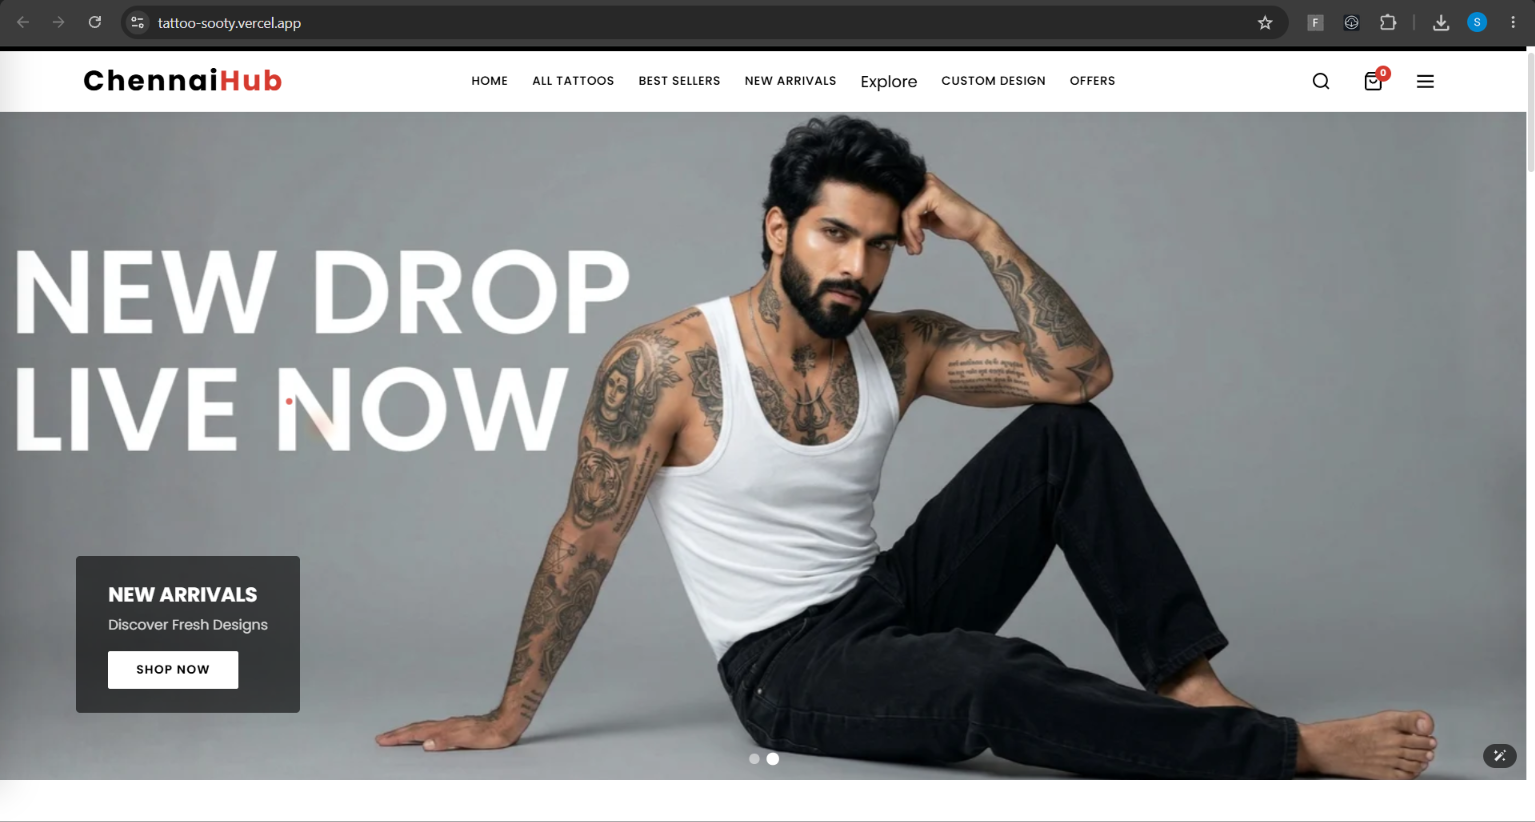 tattoo-sooty.vercel.app
F
S
ChennaiHub
HOME ALL TATTOOS BEST SELLERS NEW ARRIVALS Explore CUSTOM DESIGN OFFERS
0
NEW DROP
LIVE NOW
NEW ARRIVALS
Discover Fresh Designs
SHOP NOW